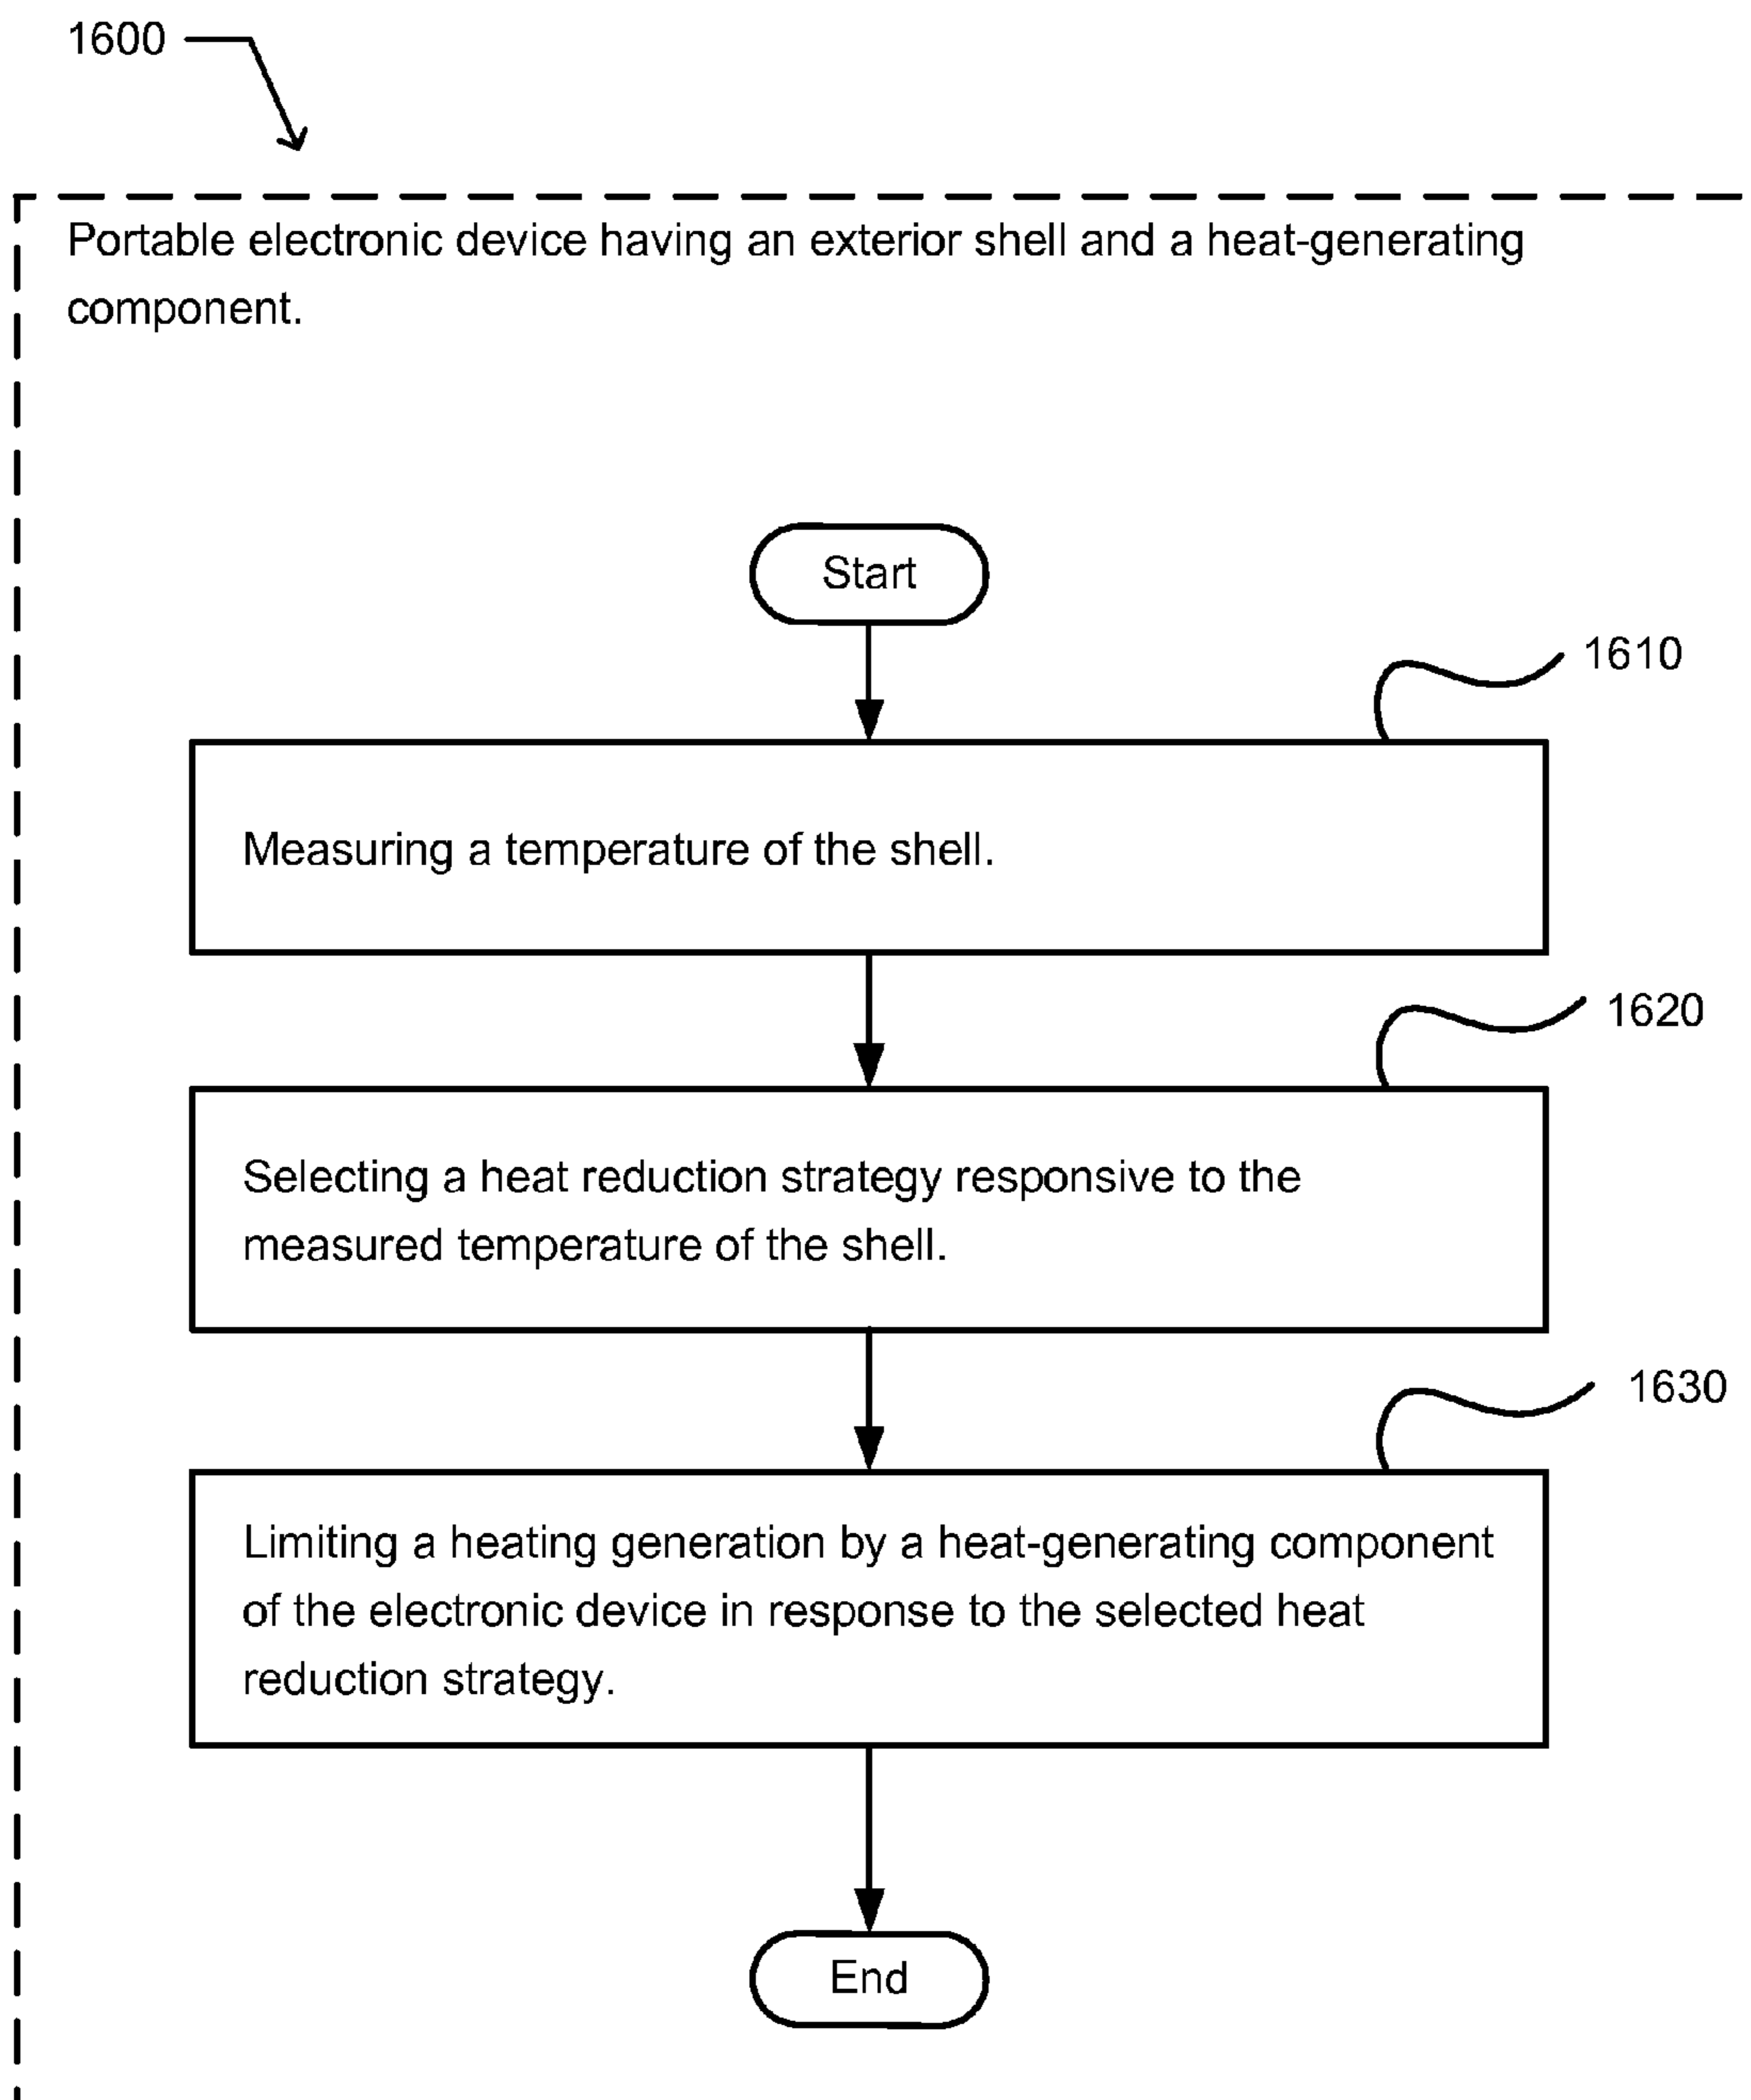 1600
Portable electronic device having an exterior shell and a heat-generating
component.
Start
1610
Measuring a temperature of the shell.
1620
Selecting a heat reduction strategy responsive to the
measured temperature of the shell.
1630
Limiting a heating generation by a heat-generating component
of the electronic device in response to the selected heat
reduction strategy.
End